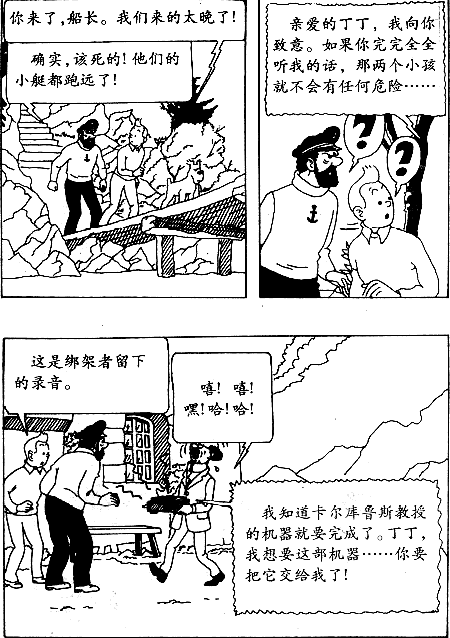 你来了,船长。我们来的太晚了!
确实,该死的!他们的
小艇都跑远了!
亲爱的丁丁,我向你
致意。如果你完完全全
听我的话,那两个小孩
就不会有任何危险……
?
?
这是绑架者留下
的录音。
嘻! 嘻!
嘿!哈!哈!
我知道卡尔库鲁斯教授
的机器就要完成了。丁丁,
我想要这部机器……你要
把它交给我了!